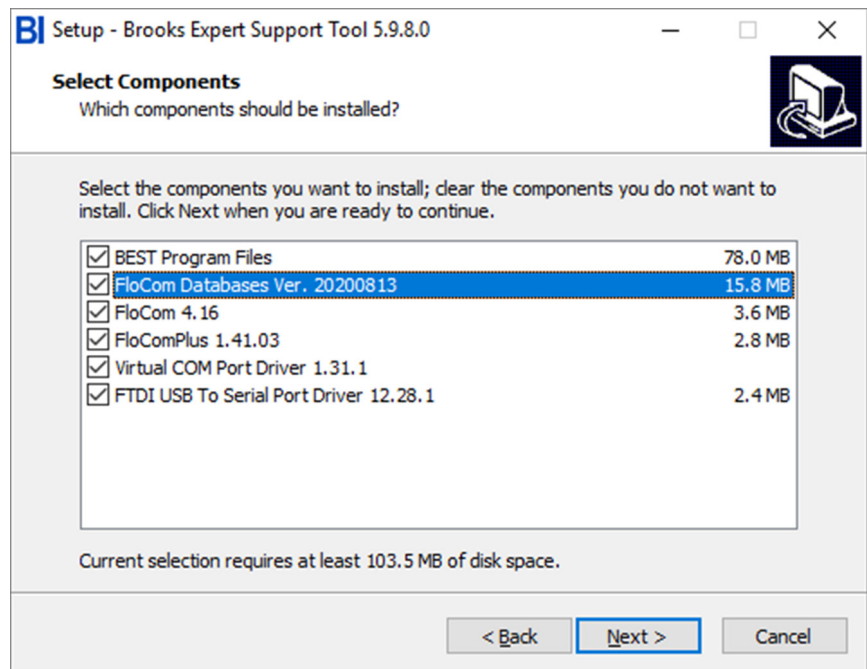 BI Setup - Brooks Expert Support Tool 5.9.8.0
Select Components
Which components should be installed?
Select the components you want to install; clear the components you do not want to
install. Click Next when you are ready to continue.
BEST Program Files 78.0 MB
FloCom Databases Ver. 20200813 15.8 MB
FloCom 4.16 3.6 MB
FloComPlus 1.41.03 2.8 MB
Virtual COM Port Driver 1.31.1
FTDI USB To Serial Port Driver 12.28.1 2.4 MB
Current selection requires at least 103.5 MB of disk space.
< Back Next > Cancel